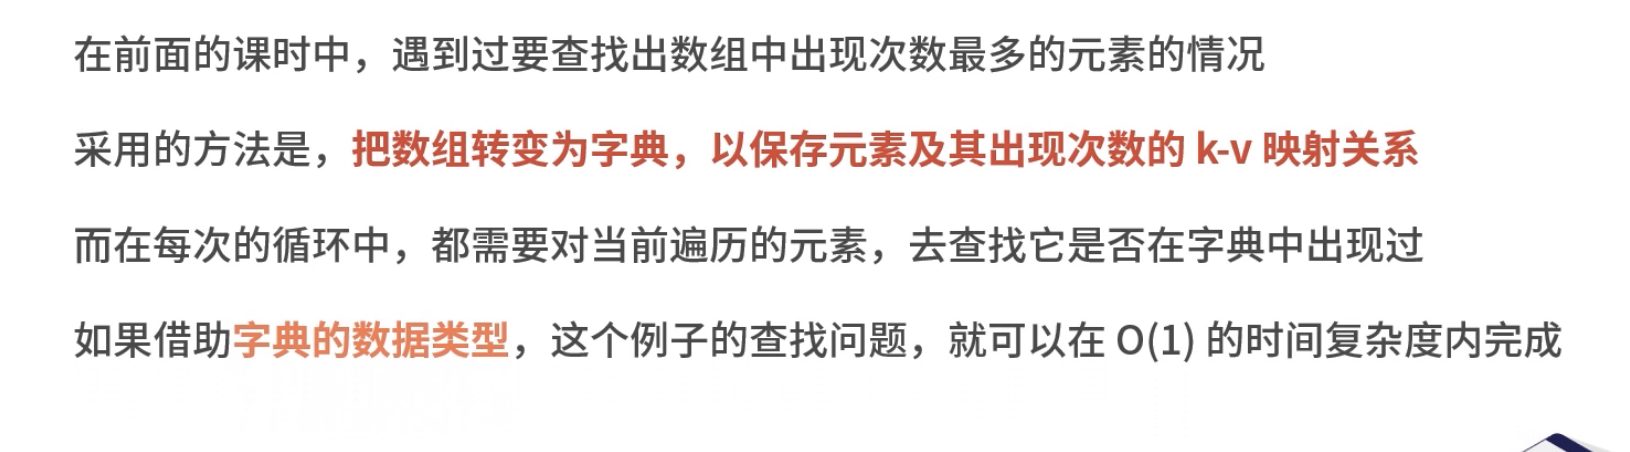 在前面的课时中，遇到过要查找出数组中出现次数最多的元素的情况
采用的方法是，把数组转变为字典，以保存元素及其出现次数的 k-v 映射关系
而在每次的循环中，都需要对当前遍历的元素，去查找它是否在字典中出现过
如果借助字典的数据类型，这个例子的查找问题，就可以在 O(1) 的时间复杂度内完成